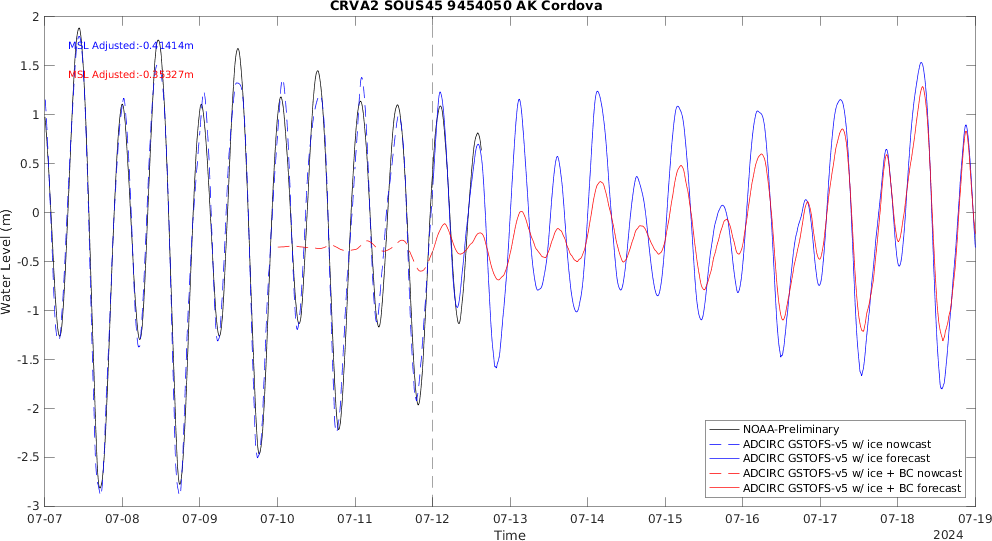 CRVA2 SOUS45 9454050 AK Cordova
MSL Adjusted:-0.41414m
MSL Adjusted:-0.35327m
2
1.5
1
0.5
0
-0.5
-1
-1.5
-2
-2.5
-3
Water Level (m)
NOAA-Preliminary
ADCIRC GSTOFS-v5 w/ ice nowcast
ADCIRC GSTOFS-v5 w/ ice forecast
ADCIRC GSTOFS-v5 w/ ice + BC nowcast
ADCIRC GSTOFS-v5 w/ ice + BC forecast
07-07 07-08 07-09 07-10 07-11 07-12 07-13 07-14 07-15 07-16 07-17 07-18 07-19
Time
2024